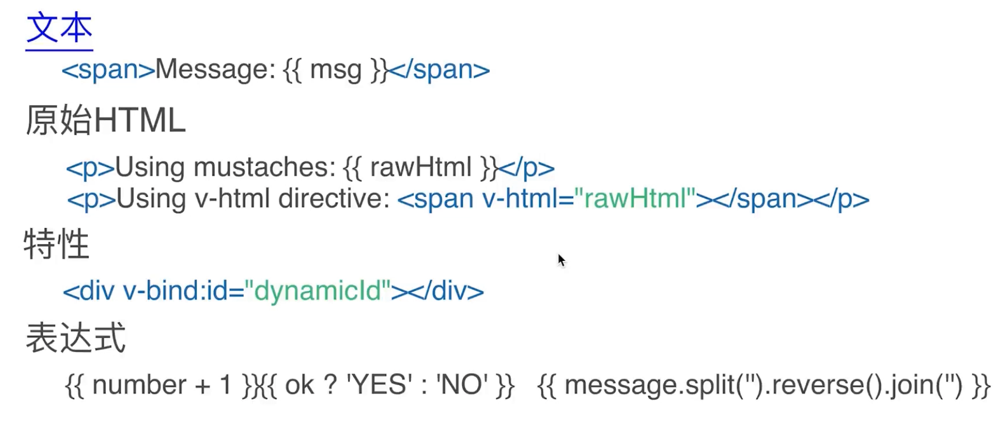 文本
<span>Message: {{ msg }}</span>
原始HTML
<p>Using mustaches: {{ rawHtml }}</p>
<p>Using v-html directive: <span v-html="rawHtml"></span></p>
特性
<div v-bind:id="dynamicId"></div>
表达式
{{ number + 1 }}{{ ok ? 'YES' : 'NO' }} {{ message.split('').reverse().join('') }}